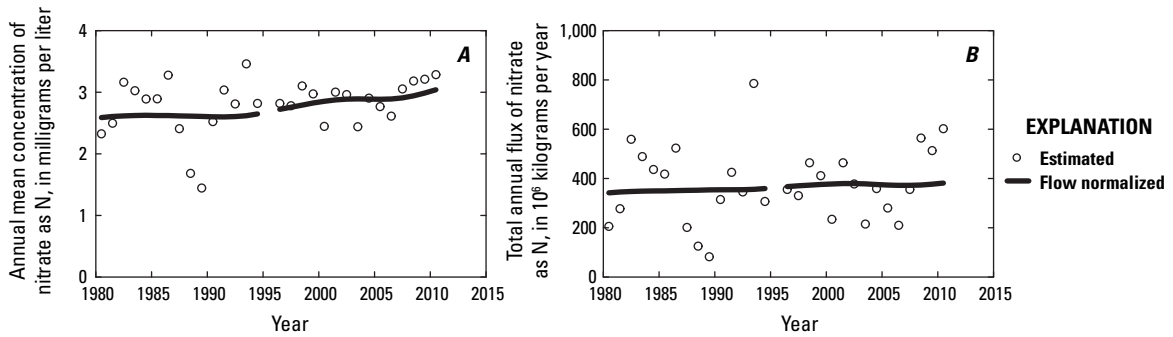 Annual mean concentration of
nitrate as N, in milligrams per liter
4
3
2
1
0
A
1980 1985 1990 1995 2000 2005 2010 2015
Year
Total annual flux of nitrate
as N, in 10⁶ kilograms per year
1,000
800
600
400
200
0
B
1980 1985 1990 1995 2000 2005 2010 2015
Year
EXPLANATION
Estimated
Flow normalized